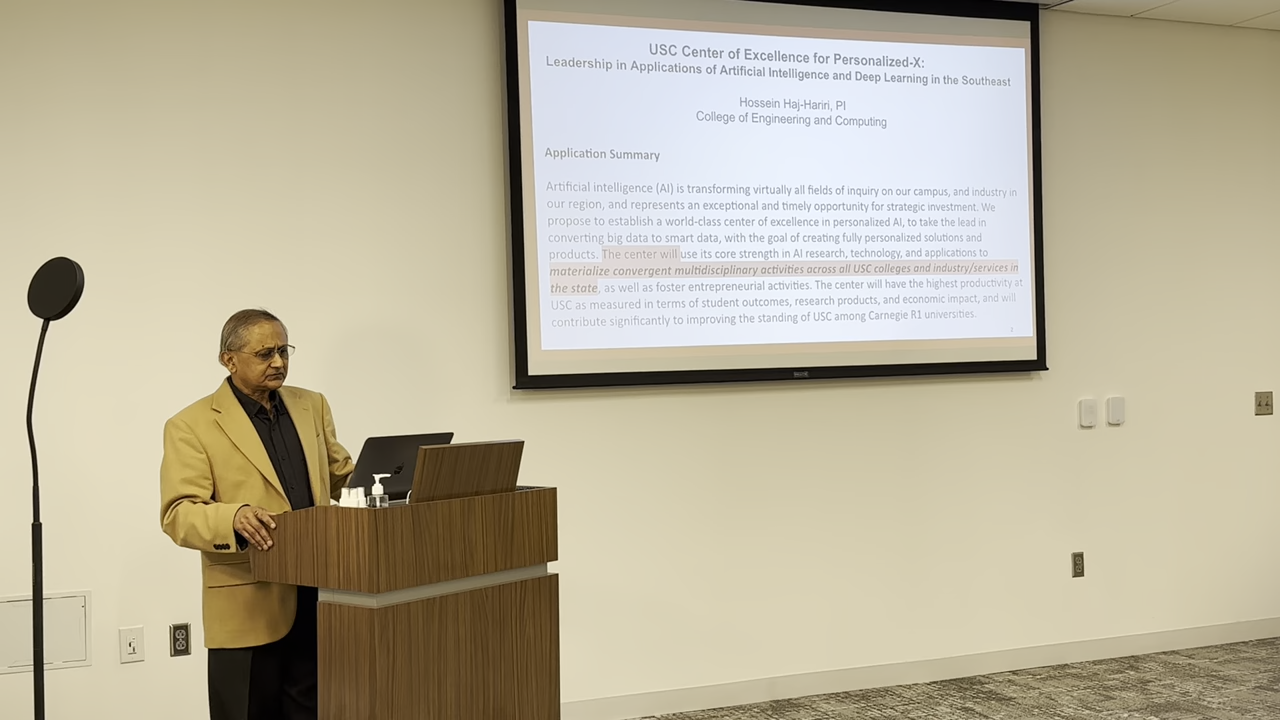 USC Center of Excellence for Personalized-X:
Leadership in Applications of Artificial Intelligence and Deep Learning in the Southeast
Hossein Haj-Hariri, PI
College of Engineering and Computing
Application Summary
Artificial intelligence (AI) is transforming virtually all fields of inquiry on our campus, and industry in
our region, and represents an exceptional and timely opportunity for strategic investment. We
propose to establish a world-class center of excellence in personalized AI, to take the lead in
converting big data to smart data, with the goal of creating fully personalized solutions and
products. The center will use its core strength in AI research, technology, and applications to
materialize convergent multidisciplinary activities across all USC colleges and industry/services in
the state, as well as foster entrepreneurial activities. The center will have the highest productivity at
USC as measured in terms of student outcomes, research products, and economic impact, and will
contribute significantly to improving the standing of USC among Carnegie R1 universities.